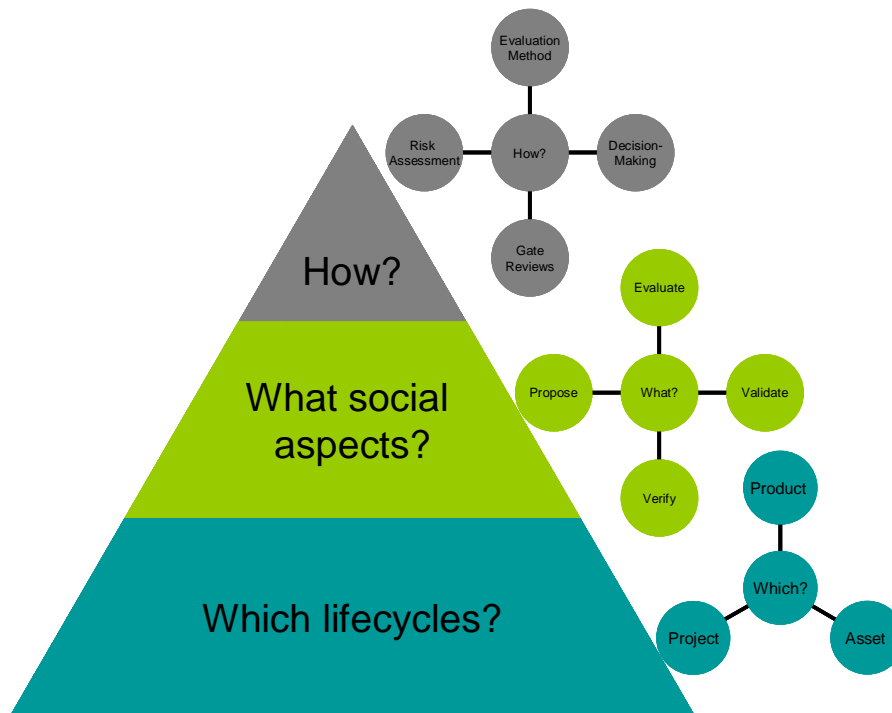 Evaluation
Method
Risk
Assessment
How?
Decision-
Making
Gate
Reviews
How?
Evaluate
Propose
What?
Validate
Verify
What social
aspects?
Product
Which?
Project
Asset
Which lifecycles?